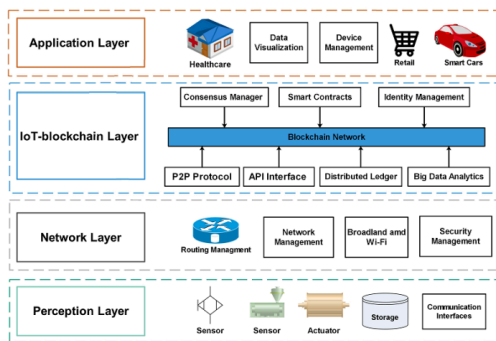 Application Layer
Healthcare
Data
Visualization
Device
Management
Retail
Smart Cars
IoT-blockchain Layer
Consensus Manager
Smart Contracts
Identity Management
Blockchain Network
P2P Protocol
API Interface
Distributed Ledger
Big Data Analytics
Network Layer
Routing Managment
Network
Management
Broadland amd
Wi-Fi
Security
Management
Perception Layer
Sensor
Sensor
Actuator
Storage
Communication
Interfaces